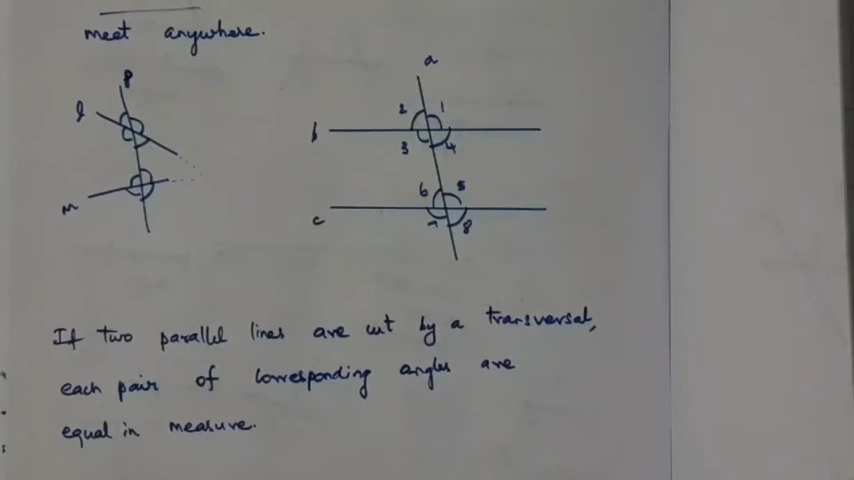 meet anywhere.
p
l
m
a
b
c
2 1
3 4
6 5
7 8
If two parallel lines are cut by a transversal,
each pair of corresponding angles are
equal in measure.